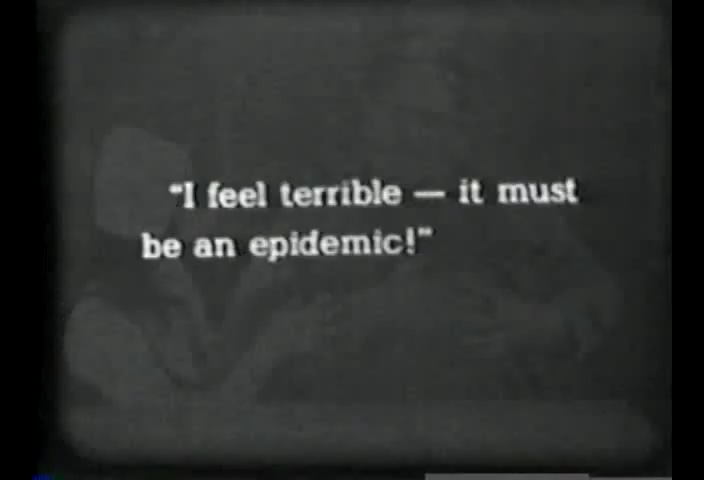 "I feel terrible — it must
be an epidemic!"